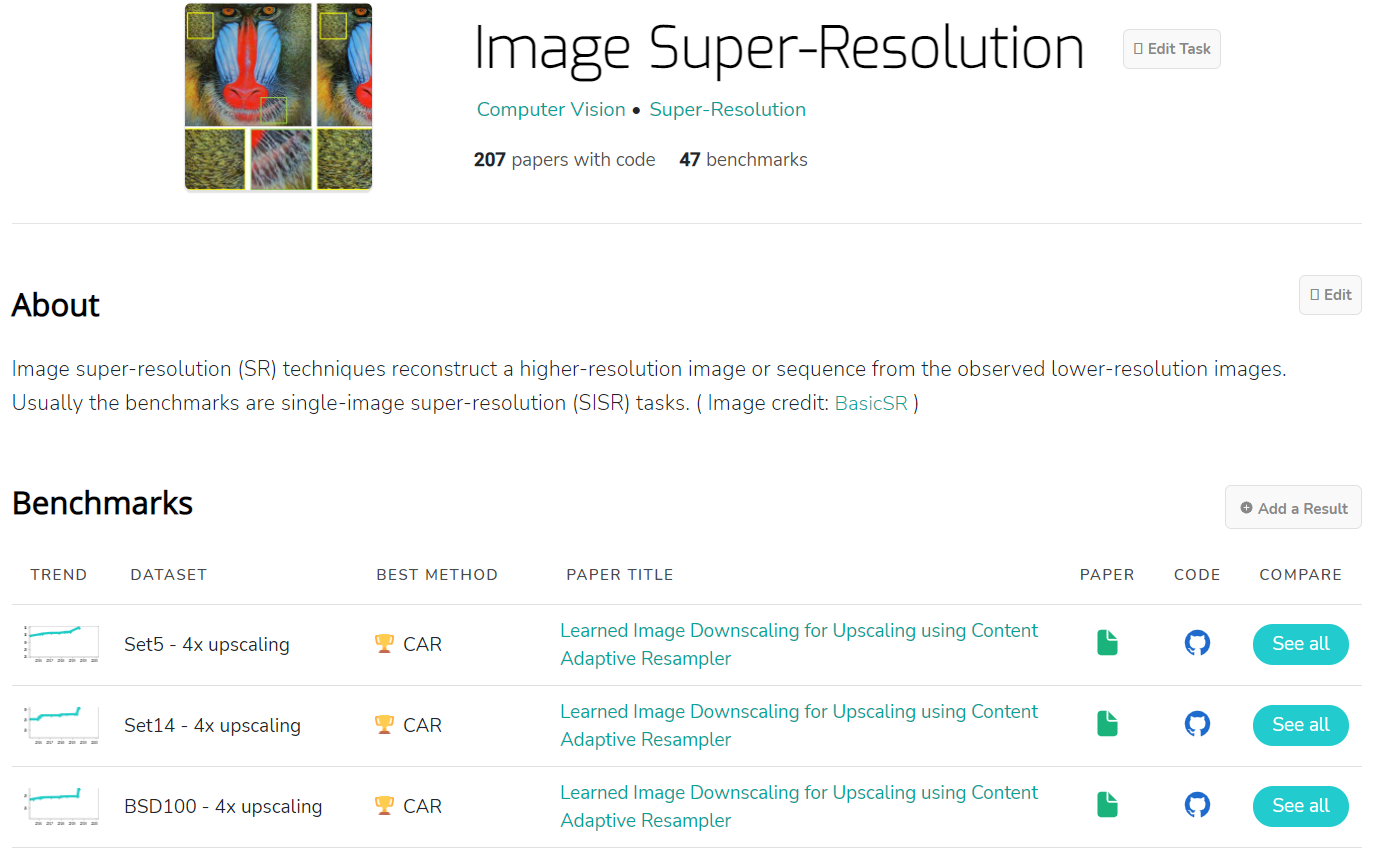 Image Super-Resolution
Edit Task
Computer Vision • Super-Resolution
207 papers with code 47 benchmarks
About
Edit
Image super-resolution (SR) techniques reconstruct a higher-resolution image or sequence from the observed lower-resolution images.
Usually the benchmarks are single-image super-resolution (SISR) tasks. ( Image credit: BasicSR )
Benchmarks
Add a Result
TREND DATASET BEST METHOD PAPER TITLE PAPER CODE COMPARE
Set5 - 4x upscaling CAR Learned Image Downscaling for Upscaling using Content
Adaptive Resampler
See all
Set14 - 4x upscaling CAR Learned Image Downscaling for Upscaling using Content
Adaptive Resampler
See all
BSD100 - 4x upscaling CAR Learned Image Downscaling for Upscaling using Content
Adaptive Resampler
See all